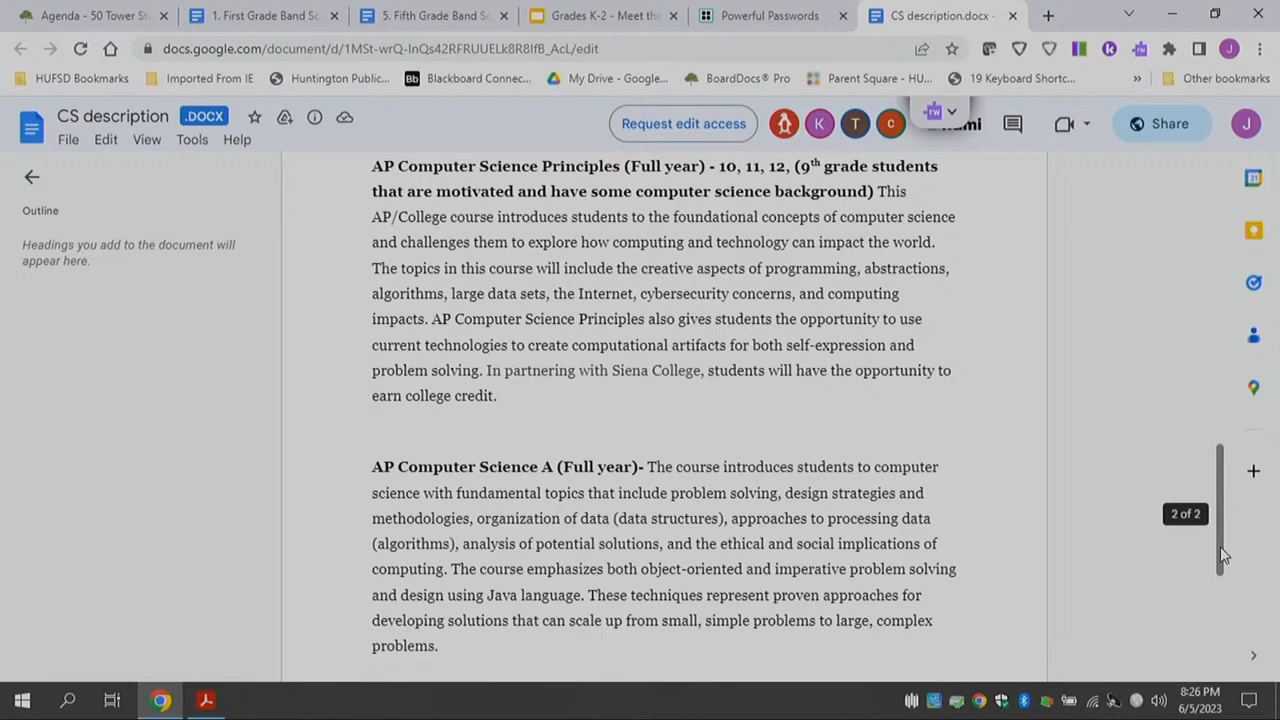 Agenda - 50 Tower St
1. First Grade Band Sc
5. Fifth Grade Band Sc
Grades K-2 - Meet the
Powerful Passwords
CS description.docx -
docs.google.com/document/d/1MSt-wrQ-InQs42RFRUUELk8R8IfB_AcL/edit
J
HUFSD Bookmarks
Imported From IE
Huntington Public...
Bb Blackboard Connec...
My Drive - Google...
BoardDocs® Pro
Parent Square - HU...
19 Keyboard Shortc...
»
Other bookmarks
CS description .DOCX
File Edit View Tools Help
Request edit access
K
T
c
rw
Share
J
Outline
Headings you add to the document will
appear here.
AP Computer Science Principles (Full year) - 10, 11, 12, (9th grade students
that are motivated and have some computer science background) This
AP/College course introduces students to the foundational concepts of computer science
and challenges them to explore how computing and technology can impact the world.
The topics in this course will include the creative aspects of programming, abstractions,
algorithms, large data sets, the Internet, cybersecurity concerns, and computing
impacts. AP Computer Science Principles also gives students the opportunity to use
current technologies to create computational artifacts for both self-expression and
problem solving. In partnering with Siena College, students will have the opportunity to
earn college credit.
AP Computer Science A (Full year)- The course introduces students to computer
science with fundamental topics that include problem solving, design strategies and
methodologies, organization of data (data structures), approaches to processing data
(algorithms), analysis of potential solutions, and the ethical and social implications of
computing. The course emphasizes both object-oriented and imperative problem solving
and design using Java language. These techniques represent proven approaches for
developing solutions that can scale up from small, simple problems to large, complex
problems.
2 of 2
8:26 PM
6/5/2023